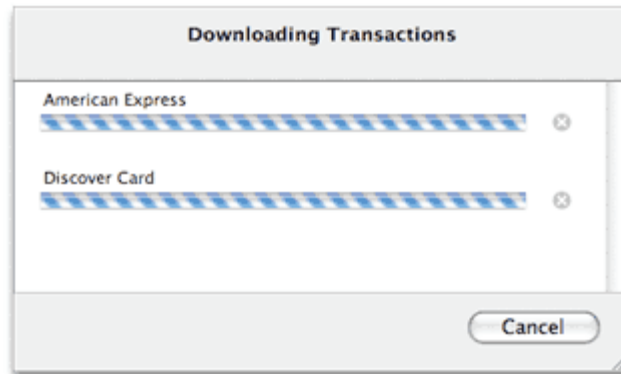 Downloading Transactions
American Express
Discover Card
Cancel